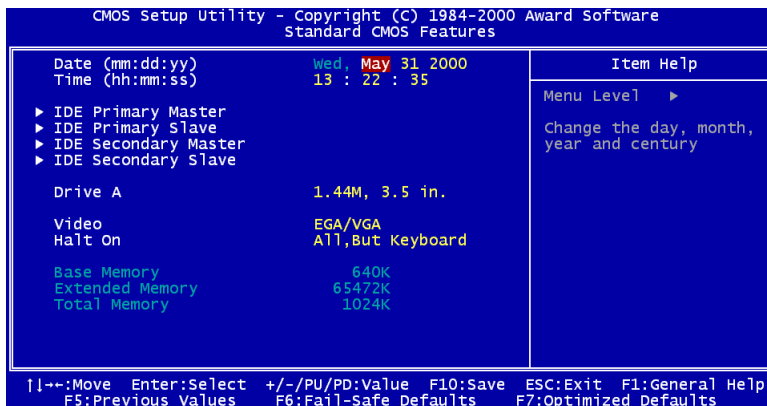 CMOS Setup Utility - Copyright (C) 1984-2000 Award Software
Standard CMOS Features
Date (mm:dd:yy) Wed, May 31 2000
Time (hh:mm:ss) 13 : 22 : 35
▶ IDE Primary Master
▶ IDE Primary Slave
▶ IDE Secondary Master
▶ IDE Secondary Slave
Drive A 1.44M, 3.5 in.
Video EGA/VGA
Halt On All,But Keyboard
Base Memory 640K
Extended Memory 65472K
Total Memory 1024K
Item Help
Menu Level ▶
Change the day, month,
year and century
↑↓→←:Move Enter:Select +/-/PU/PD:Value F10:Save ESC:Exit F1:General Help
F5:Previous Values F6:Fail-Safe Defaults F7:Optimized Defaults